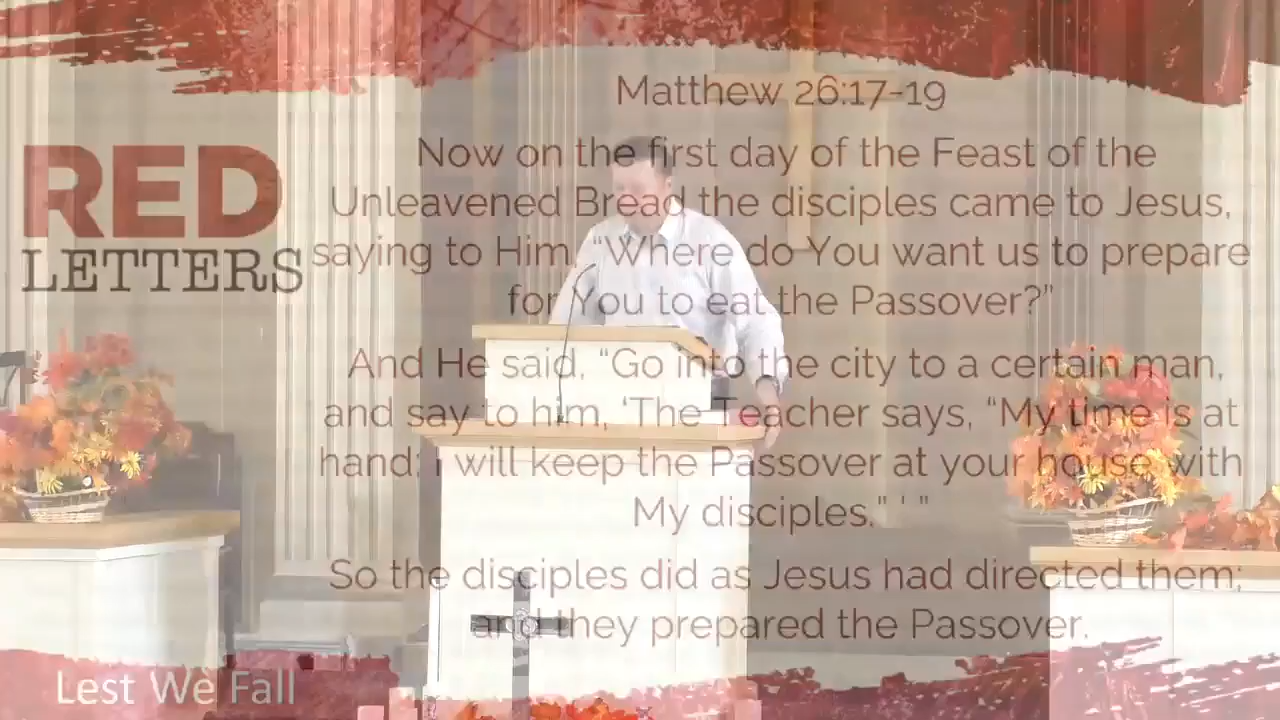 Matthew 26:17-19
RED
LETTERS
Now on the first day of the Feast of the
Unleavened Bread the disciples came to Jesus,
saying to Him, “Where do You want us to prepare
for You to eat the Passover?”
And He said, “Go into the city to a certain man,
and say to him, ‘The Teacher says, “My time is at
hand; I will keep the Passover at your house with
My disciples.” ' ”
So the disciples did as Jesus had directed them;
and they prepared the Passover.
Lest We Fall